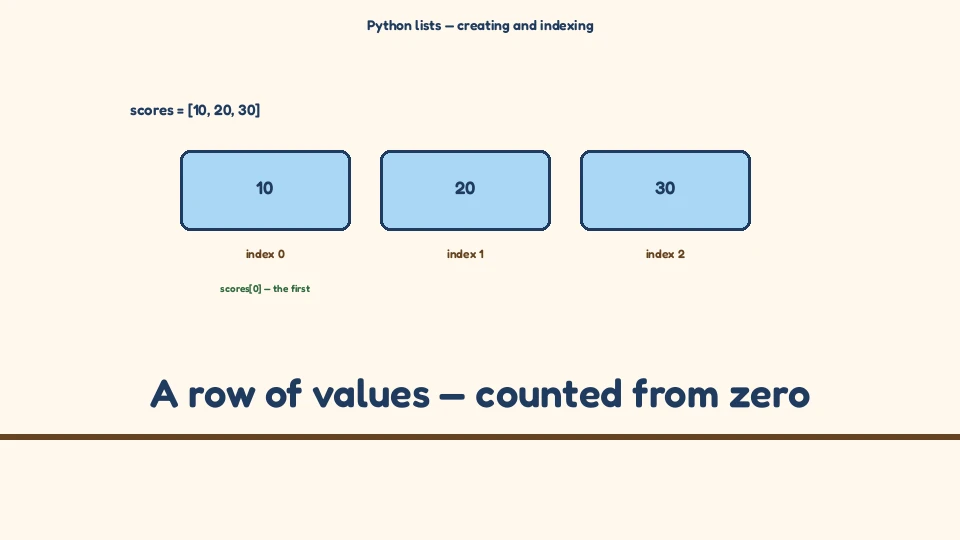 Python lists — creating and indexing
scores = [10, 20, 30]
10 20 30
index 0 index 1 index 2
scores[0] — the first
A row of values — counted from zero